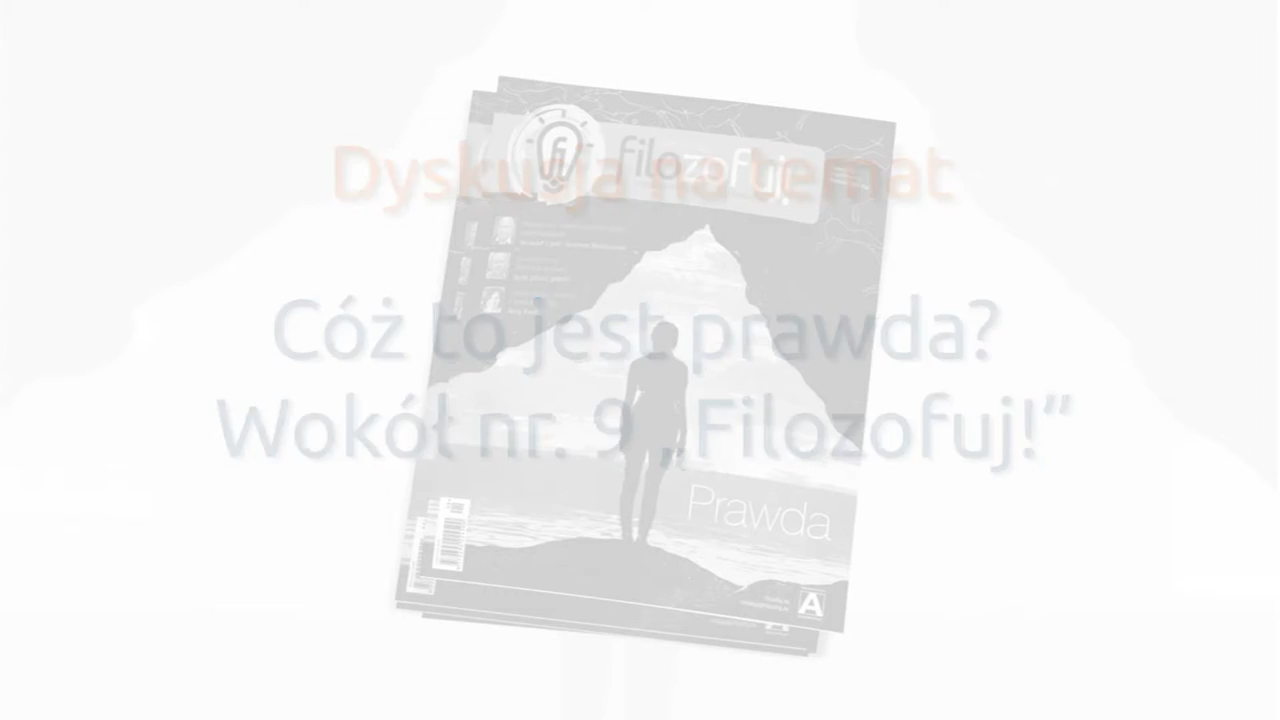 Dyskusja na temat
filozofuj!
Cóż to jest prawda?
Wokół nr. 9 „Filozofuj!”
Prawda
A